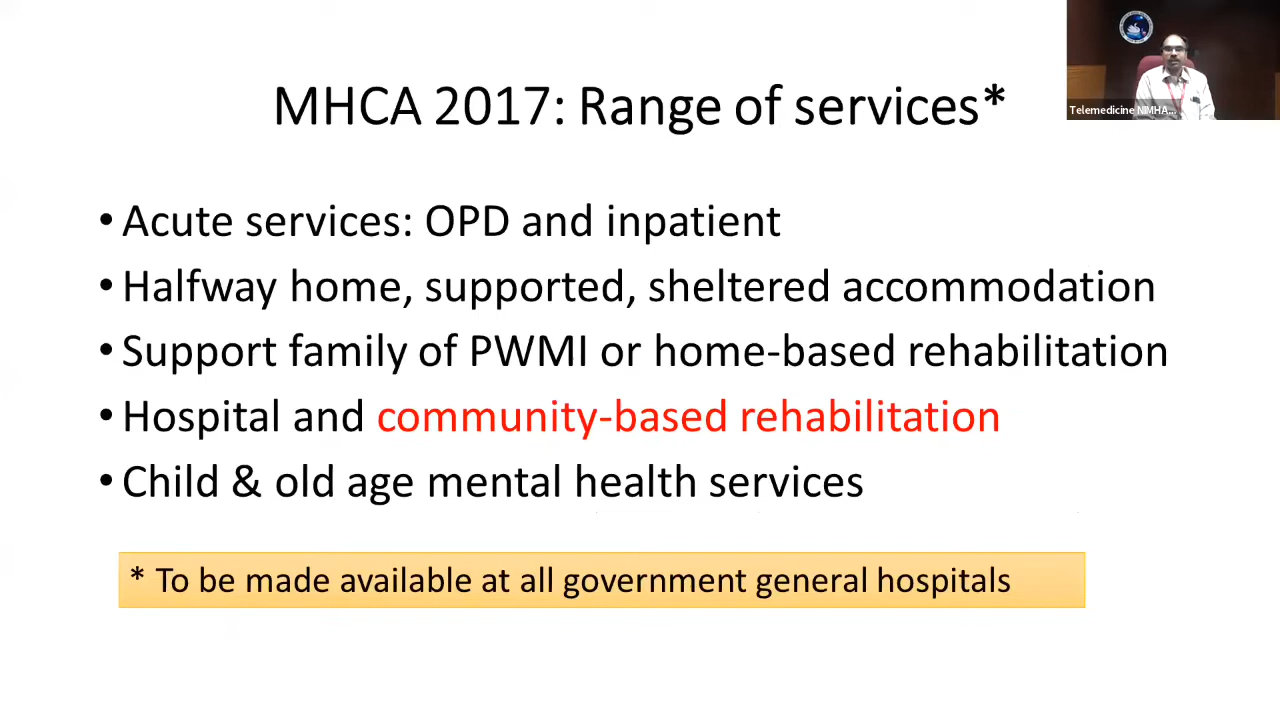 MHCA 2017: Range of services*
Telemedicine NIMHA...
• Acute services: OPD and inpatient
• Halfway home, supported, sheltered accommodation
• Support family of PWMI or home-based rehabilitation
• Hospital and community-based rehabilitation
• Child & old age mental health services
* To be made available at all government general hospitals